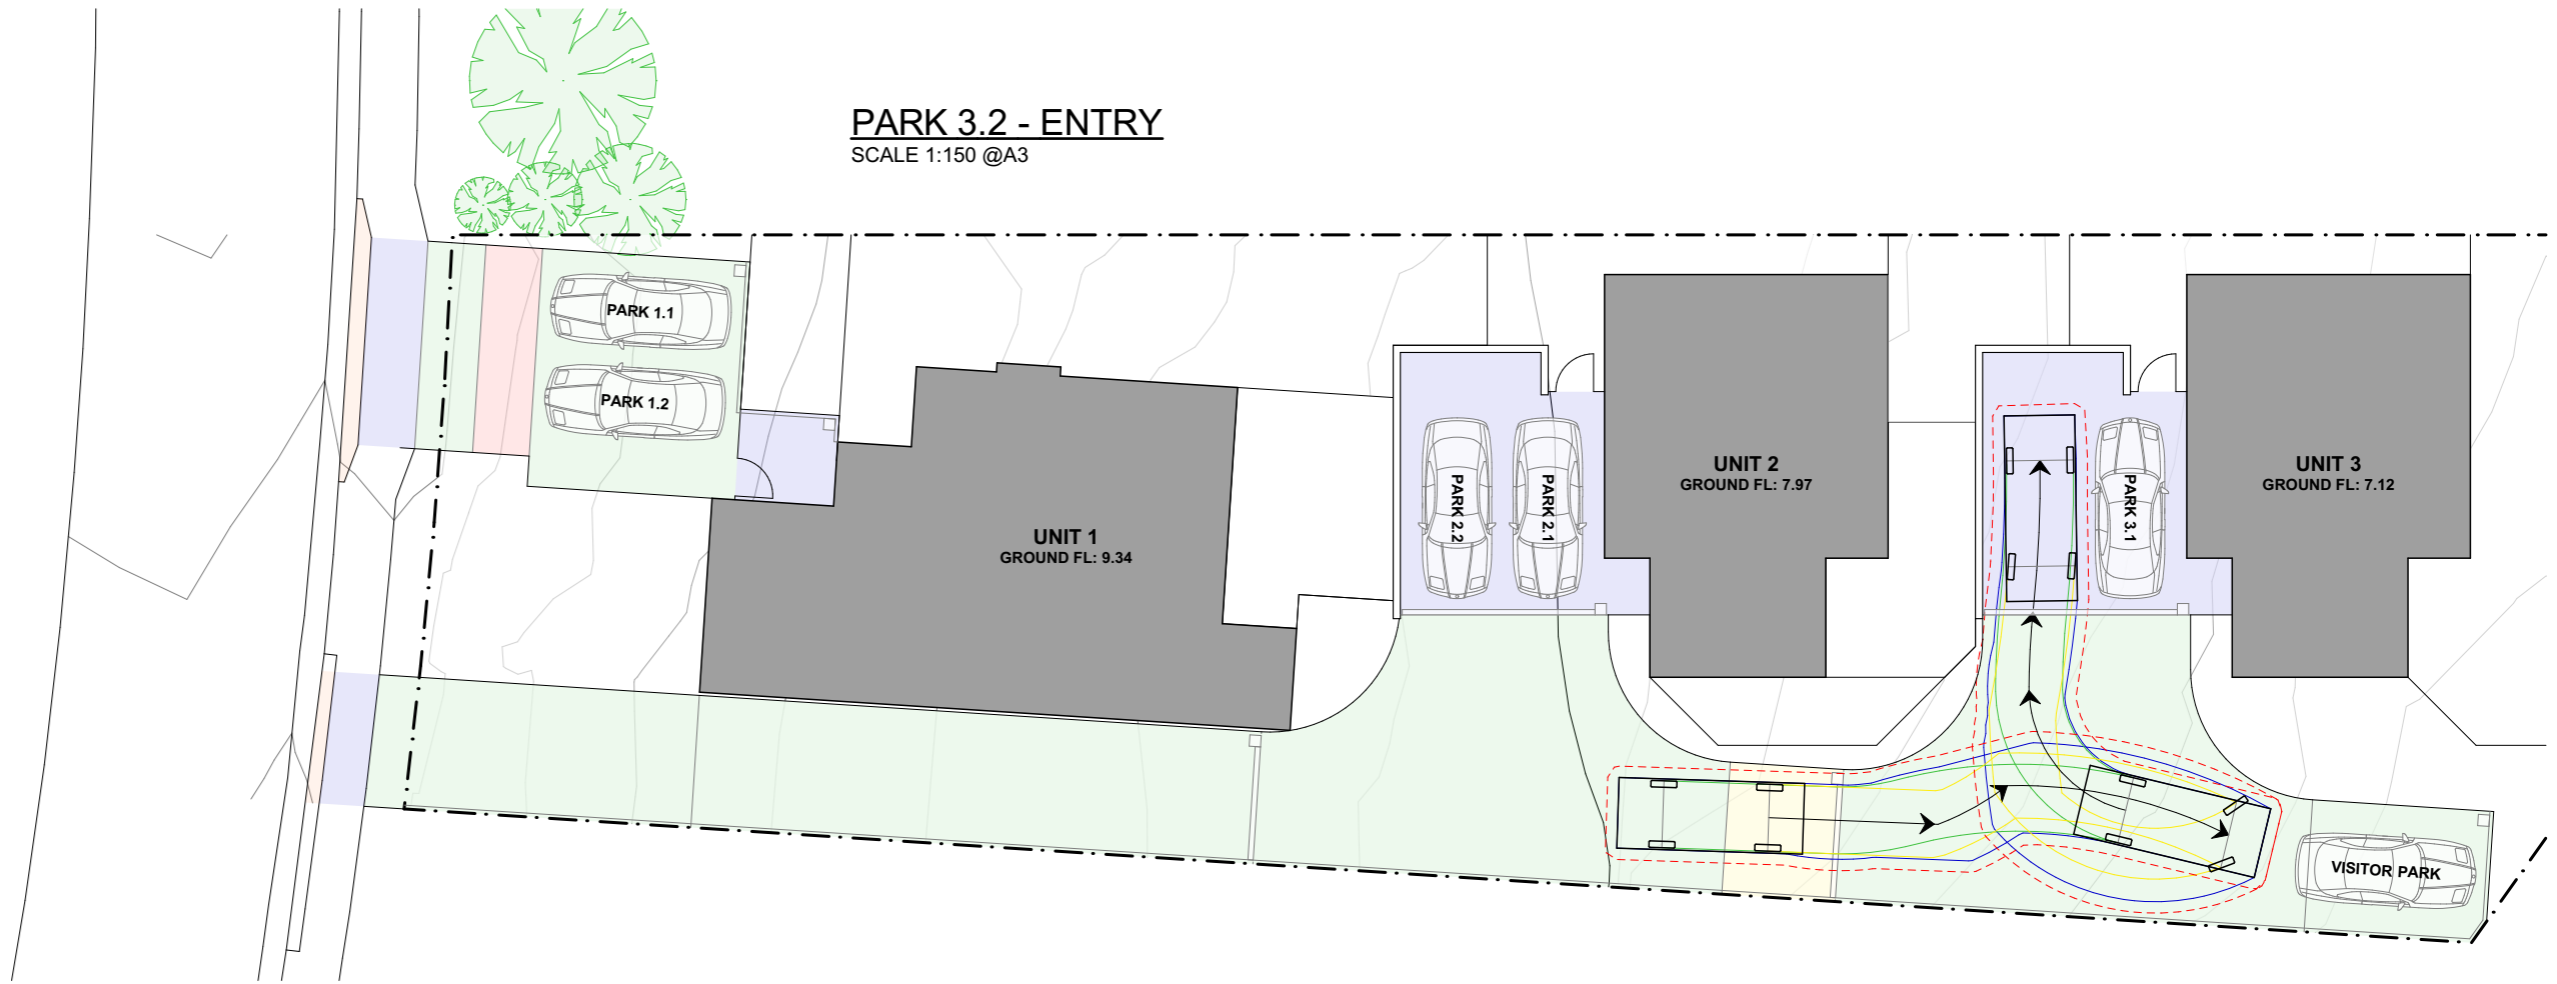 PARK 3.2 - ENTRY
SCALE 1:150 @A3
PARK 1.1
PARK 1.2
UNIT 1
GROUND FL: 9.34
PARK 2.2
PARK 2.1
UNIT 2
GROUND FL: 7.97
PARK 3.1
UNIT 3
GROUND FL: 7.12
VISITOR PARK